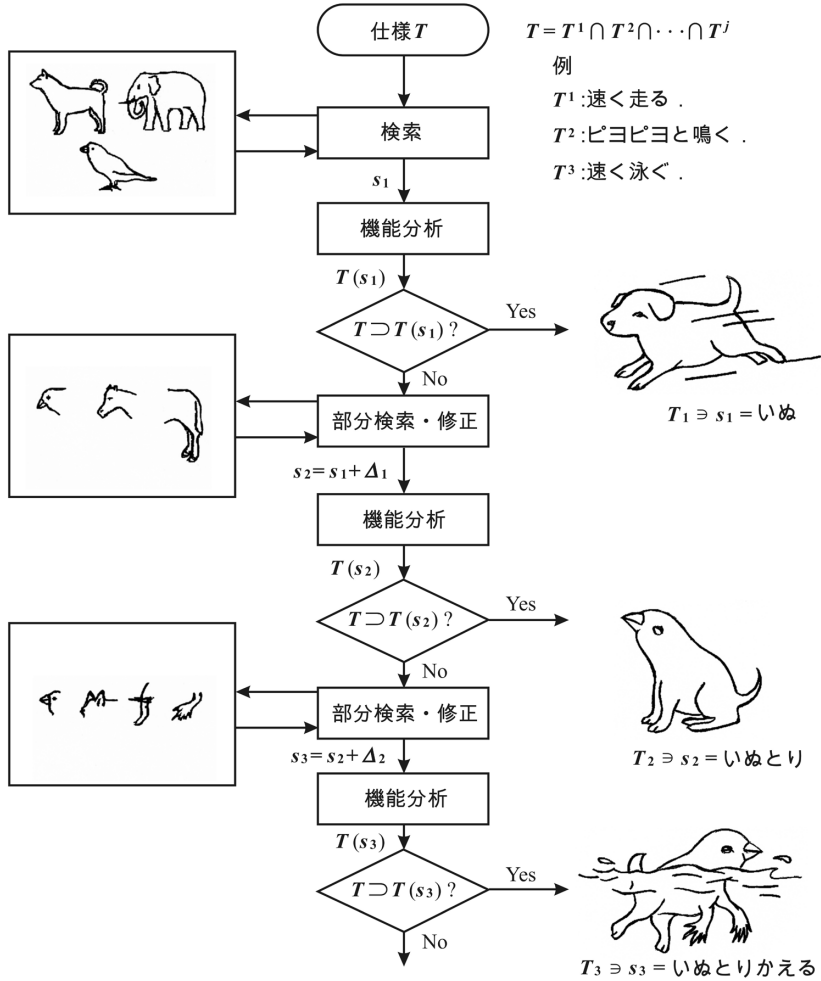 仕様T
T = T¹∩T²∩···∩Tʲ
例
T¹:速く走る.
T²:ピヨピヨと鳴く.
T³:速く泳ぐ.
検索
s₁
機能分析
T(s₁)
T⊃T(s₁)?
Yes
No
T₁∋s₁=いぬ
部分検索・修正
s₂=s₁+Δ₁
機能分析
T(s₂)
T⊃T(s₂)?
Yes
No
T₂∋s₂=いぬとり
部分検索・修正
s₃=s₂+Δ₂
機能分析
T(s₃)
T⊃T(s₃)?
Yes
No
T₃∋s₃=いぬとりかえる